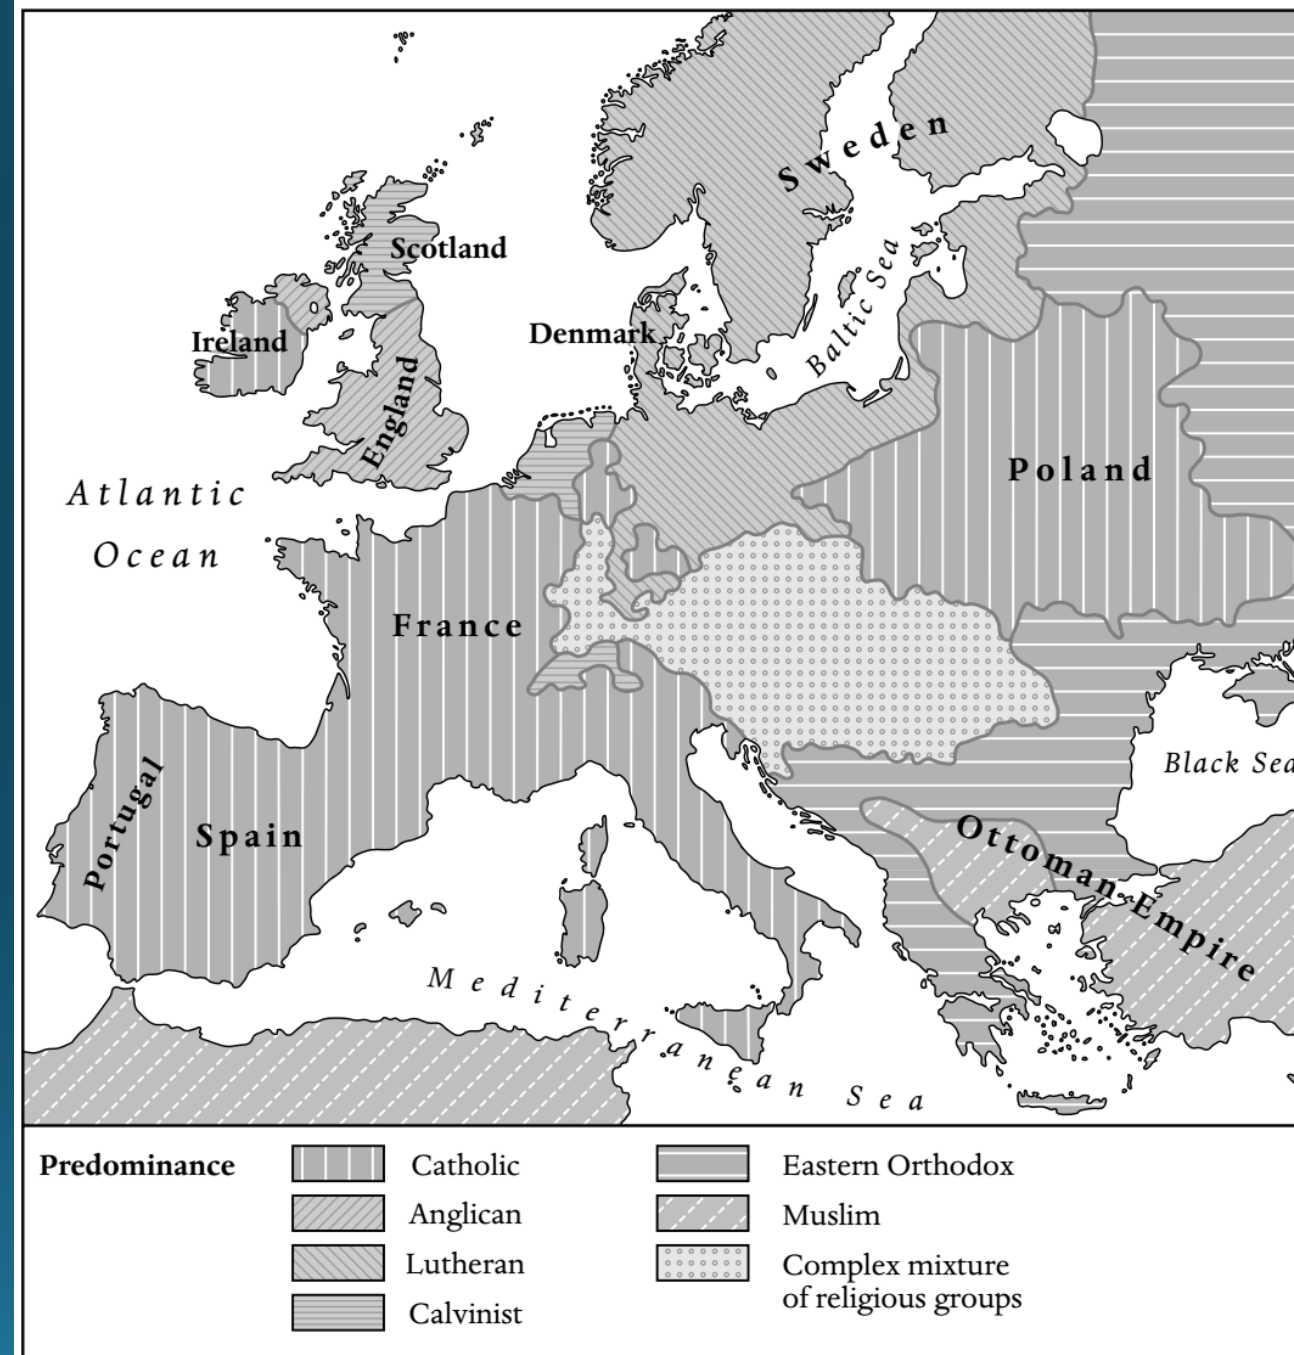 Sweden
Scotland
Baltic Sea
Ireland
Denmark
England
Poland
Atlantic
Ocean
France
Black Sea
Portugal
Spain
Ottoman Empire
Mediterranean Sea
Predominance
Catholic
Anglican
Lutheran
Calvinist
Eastern Orthodox
Muslim
Complex mixture
of religious groups